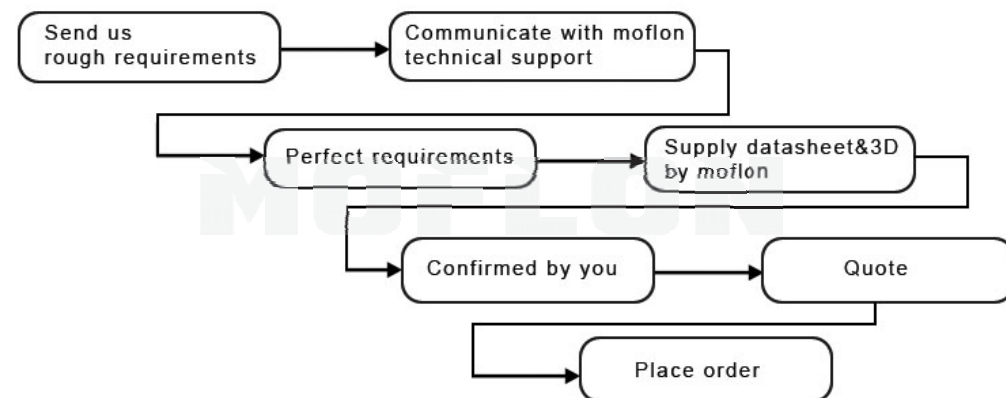 Send us
rough requirements
Communicate with moflon
technical support
Perfect requirements
Supply datasheet&3D
by moflon
Confirmed by you
Quote
Place order
MOFLON